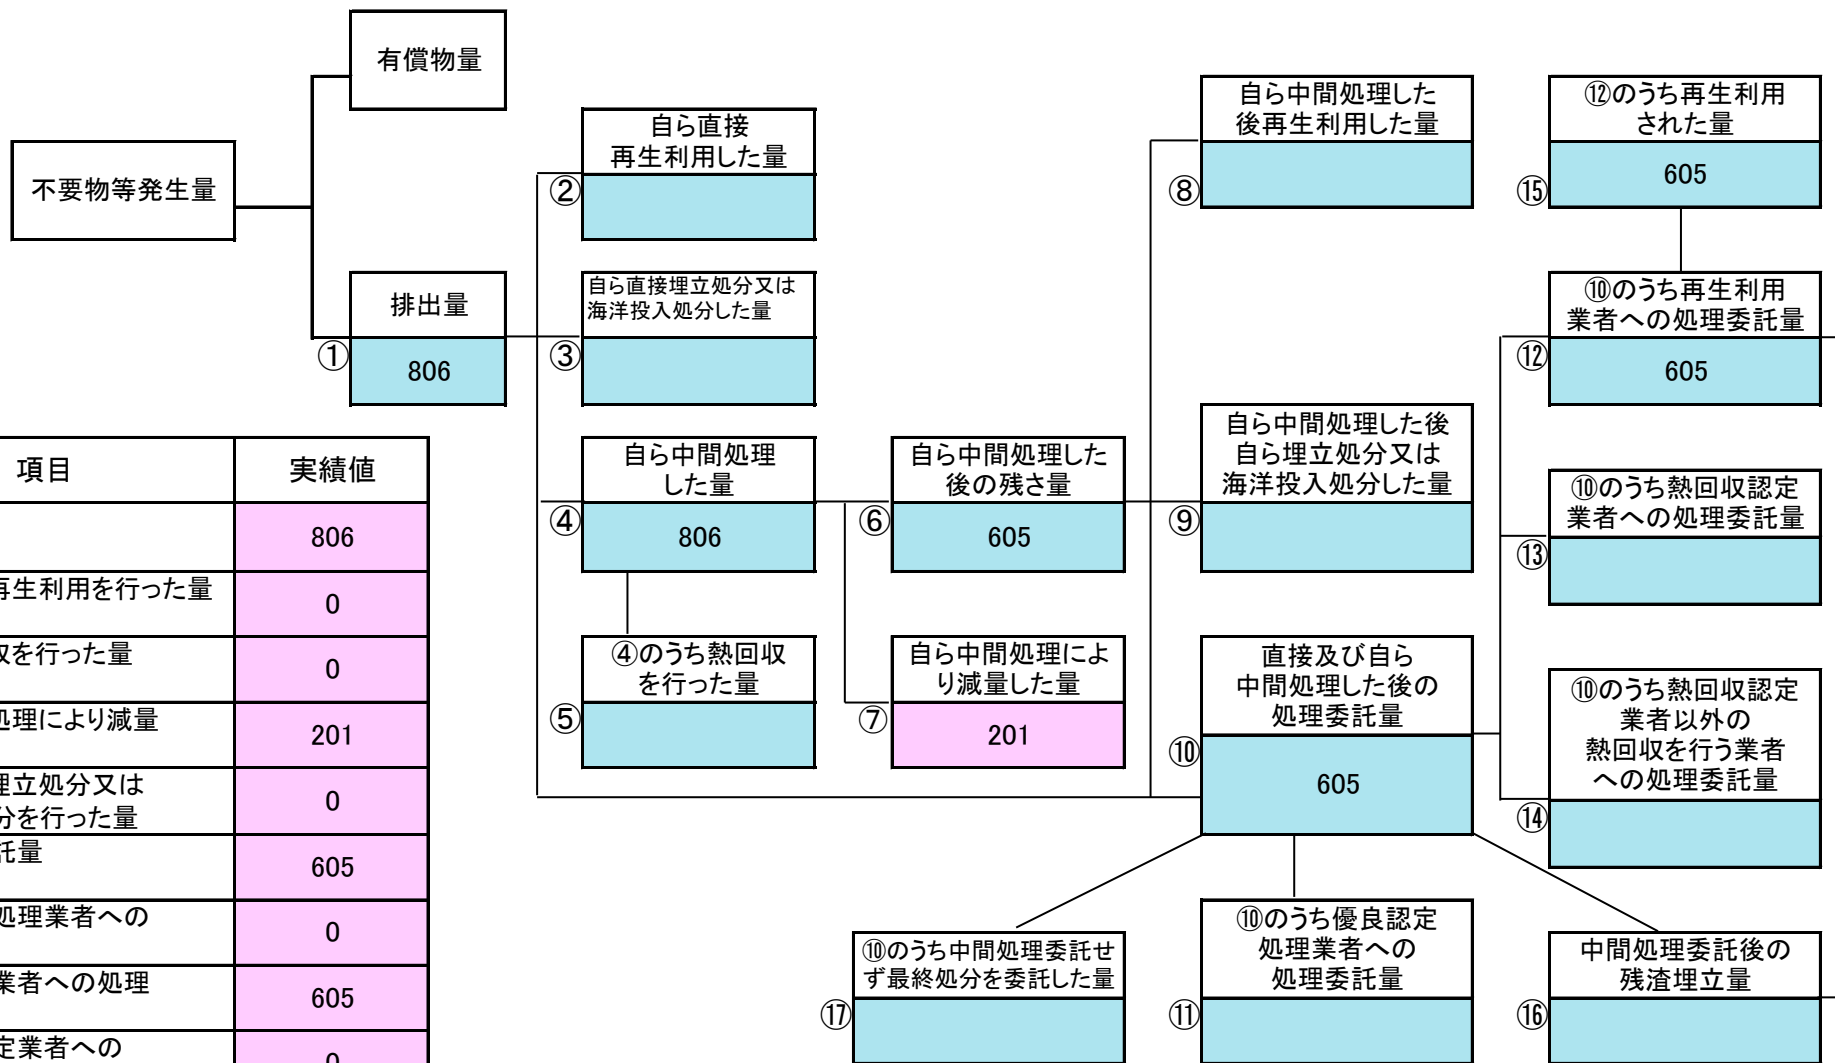 有償物量
不要物等発生量
排出量
①
806
自ら直接
再生利用した量
②
自ら直接埋立処分又は
海洋投入処分した量
③
自ら中間処理
した量
④
806
④のうち熱回収
を行った量
⑤
自ら中間処理した
後の残さ量
⑥
605
自ら中間処理によ
り減量した量
⑦
201
自ら中間処理した
後再生利用した量
⑧
自ら中間処理した後
自ら埋立処分又は
海洋投入処分した量
⑨
直接及び自ら
中間処理した後の
処理委託量
⑩
605
⑫のうち再生利用
された量
⑮
605
⑩のうち再生利用
業者への処理委託量
⑫
605
⑩のうち熱回収認定
業者への処理委託量
⑬
⑩のうち熱回収認定
業者以外の
熱回収を行う業者
への処理委託量
⑭
⑩のうち中間処理委託せ
ず最終処分を委託した量
⑰
⑩のうち優良認定
処理業者への
処理委託量
⑪
中間処理委託後の
残渣埋立量
⑯
項目 実績値
806
再生利用を行った量
0
を行った量
0
処理により減量
201
埋立処分又は
を行った量
0
託量
605
処理業者への
0
業者への処理
605
定業者への
0